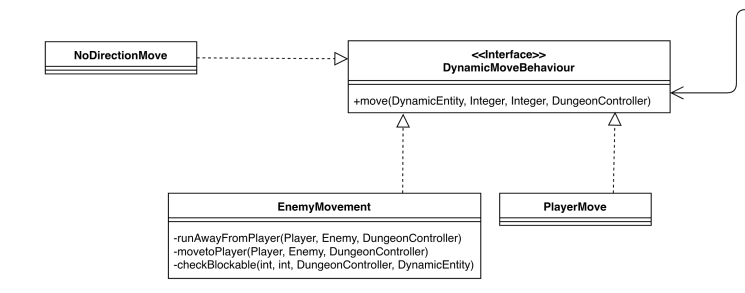 NoDirectionMove
<<Interface>>
DynamicMoveBehaviour
+move(DynamicEntity, Integer, Integer, DungeonController)
EnemyMovement
-runAwayFromPlayer(Player, Enemy, DungeonController)
-movetoPlayer(Player, Enemy, DungeonController)
-checkBlockable(int, int, DungeonController, DynamicEntity)
PlayerMove